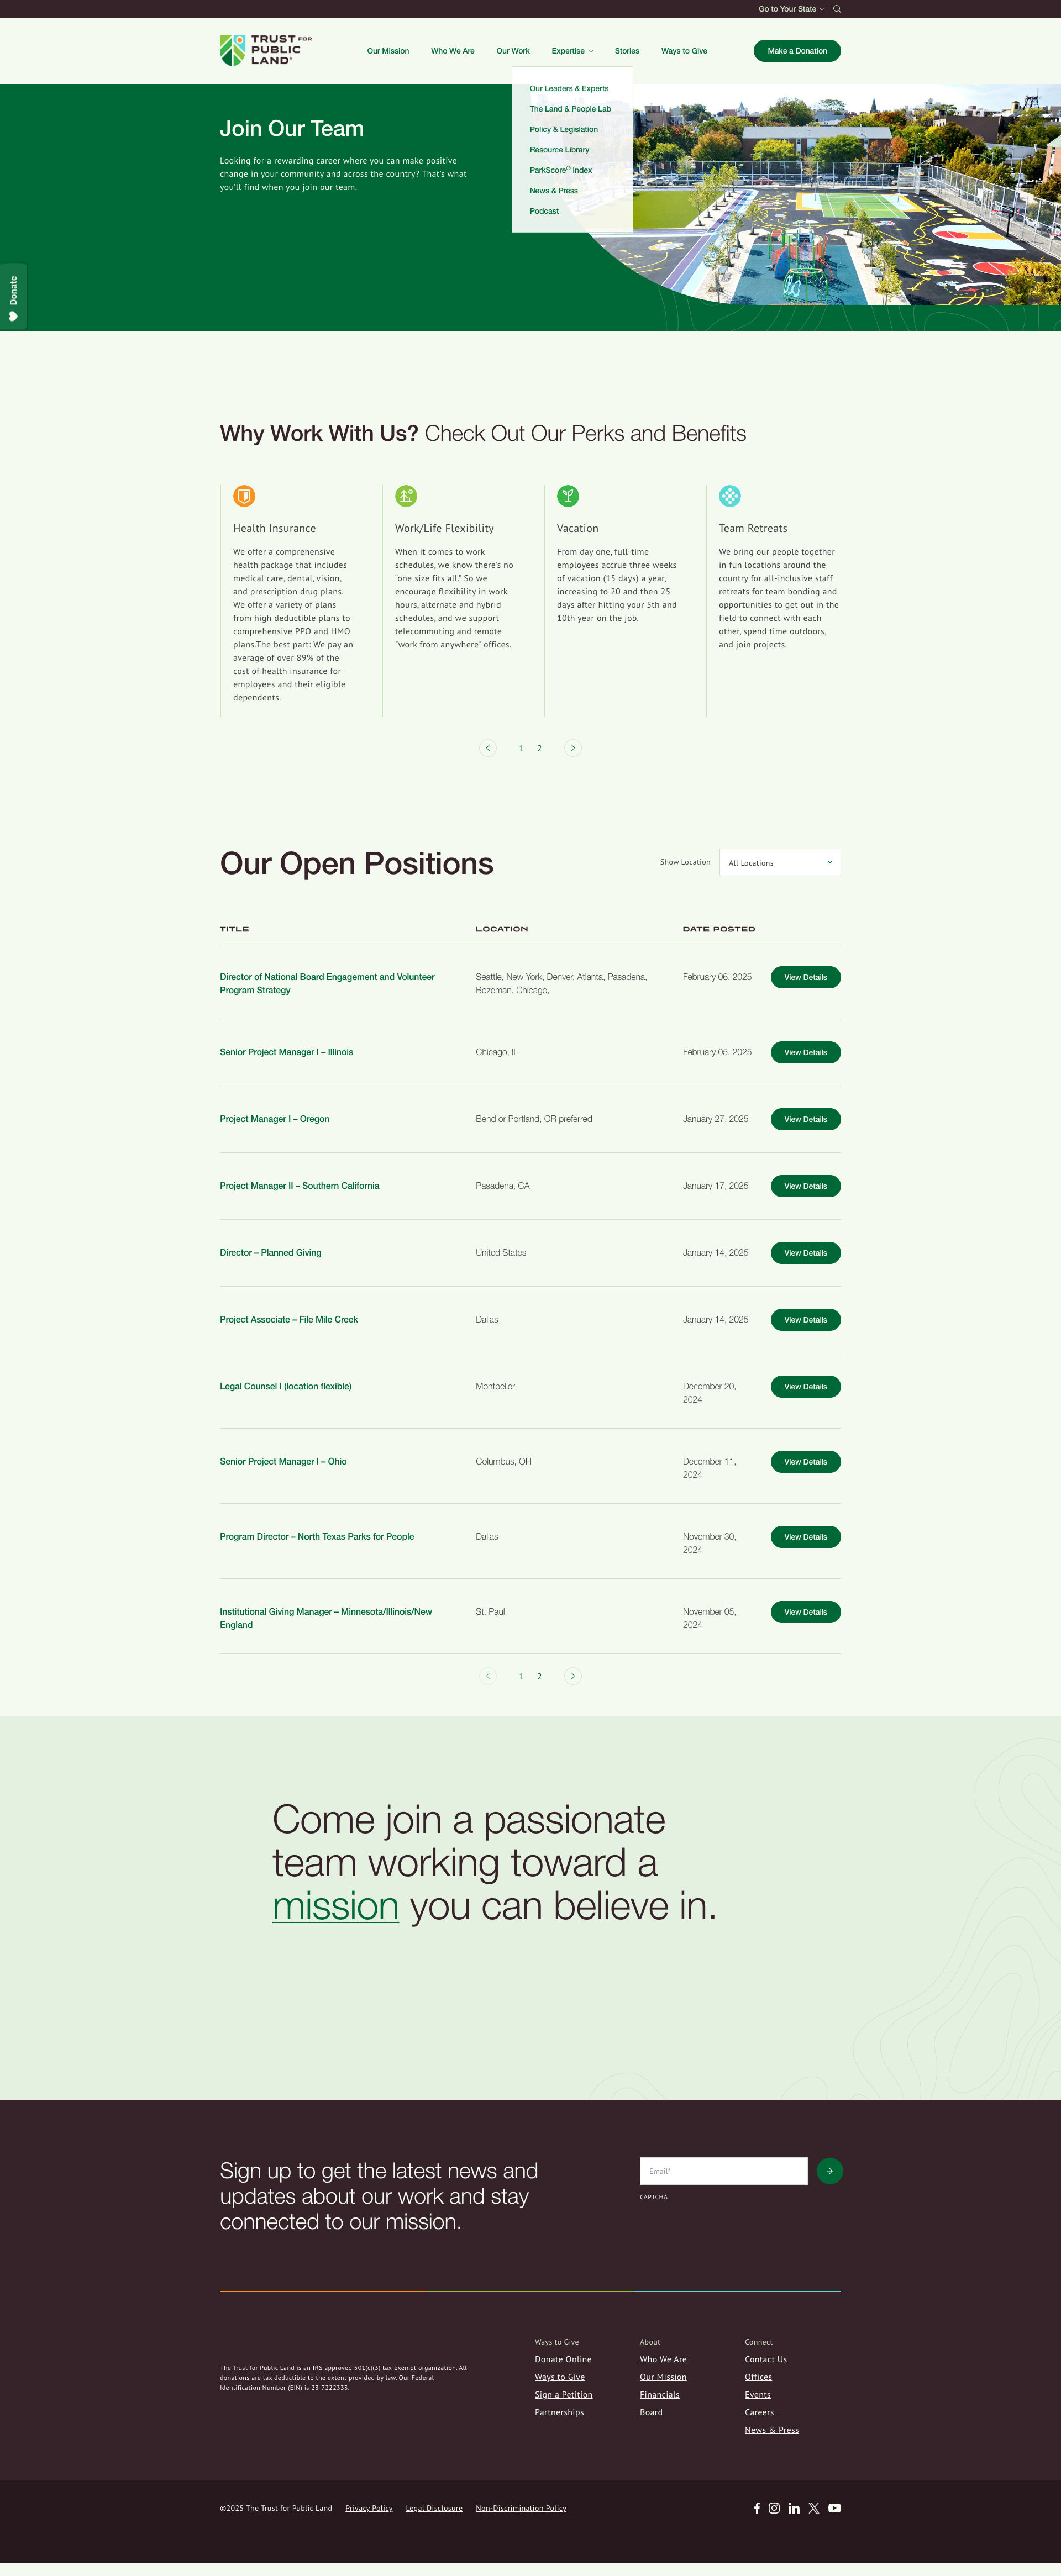 Go to Your State
TRUST FOR
PUBLIC
LAND®
Our Mission
Who We Are
Our Work
Expertise
Stories
Ways to Give
Make a Donation
Our Leaders & Experts
The Land & People Lab
Policy & Legislation
Resource Library
ParkScore® Index
News & Press
Podcast
Join Our Team
Looking for a rewarding career where you can make positive
change in your community and across the country? That's what
you'll find when you join our team.
Donate
Why Work With Us? Check Out Our Perks and Benefits
Health Insurance
We offer a comprehensive
health package that includes
medical care, dental, vision,
and prescription drug plans.
We offer a variety of plans
from high deductible plans to
comprehensive PPO and HMO
plans.The best part: We pay an
average of over 89% of the
cost of health insurance for
employees and their eligible
dependents.
Work/Life Flexibility
When it comes to work
schedules, we know there's no
"one size fits all." So we
encourage flexibility in work
hours, alternate and hybrid
schedules, and we support
telecommuting and remote
"work from anywhere" offices.
Vacation
From day one, full-time
employees accrue three weeks
of vacation (15 days) a year,
increasing to 20 and then 25
days after hitting your 5th and
10th year on the job.
Team Retreats
We bring our people together
in fun locations around the
country for all-inclusive staff
retreats for team bonding and
opportunities to get out in the
field to connect with each
other, spend time outdoors,
and join projects.
1 2
Our Open Positions
Show Location
All Locations
TITLE
LOCATION
DATE POSTED
Director of National Board Engagement and Volunteer
Program Strategy
Seattle, New York, Denver, Atlanta, Pasadena,
Bozeman, Chicago,
February 06, 2025
View Details
Senior Project Manager I – Illinois
Chicago, IL
February 05, 2025
View Details
Project Manager I – Oregon
Bend or Portland, OR preferred
January 27, 2025
View Details
Project Manager II – Southern California
Pasadena, CA
January 17, 2025
View Details
Director – Planned Giving
United States
January 14, 2025
View Details
Project Associate – File Mile Creek
Dallas
January 14, 2025
View Details
Legal Counsel I (location flexible)
Montpelier
December 20,
2024
View Details
Senior Project Manager I – Ohio
Columbus, OH
December 11,
2024
View Details
Program Director – North Texas Parks for People
Dallas
November 30,
2024
View Details
Institutional Giving Manager – Minnesota/Illinois/New
England
St. Paul
November 05,
2024
View Details
1 2
Come join a passionate
team working toward a
mission you can believe in.
Sign up to get the latest news and
updates about our work and stay
connected to our mission.
Email*
CAPTCHA
The Trust for Public Land is an IRS approved 501(c)(3) tax-exempt organization. All
donations are tax deductible to the extent provided by law. Our Federal
Identification Number (EIN) is 23-7222333.
Ways to Give
Donate Online
Ways to Give
Sign a Petition
Partnerships
About
Who We Are
Our Mission
Financials
Board
Connect
Contact Us
Offices
Events
Careers
News & Press
©2025 The Trust for Public Land
Privacy Policy
Legal Disclosure
Non-Discrimination Policy